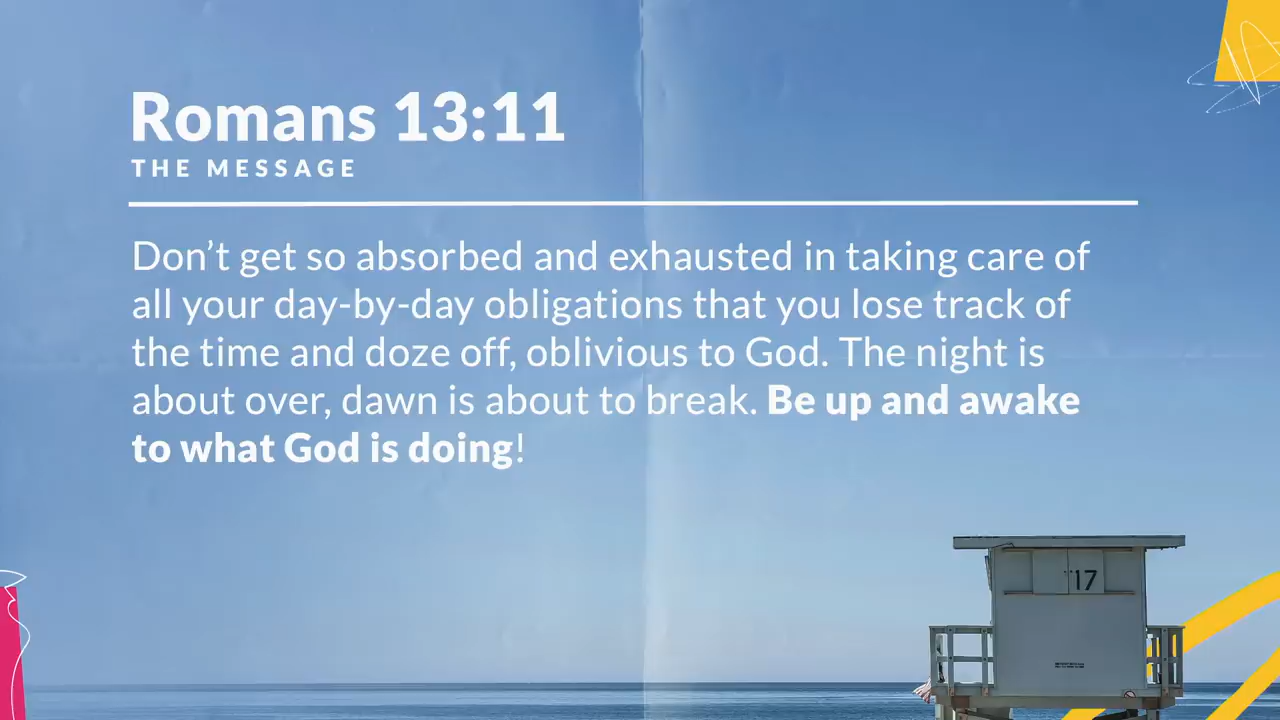 Romans 13:11
THE MESSAGE
Don’t get so absorbed and exhausted in taking care of
all your day-by-day obligations that you lose track of
the time and doze off, oblivious to God. The night is
about over, dawn is about to break. Be up and awake
to what God is doing!
17